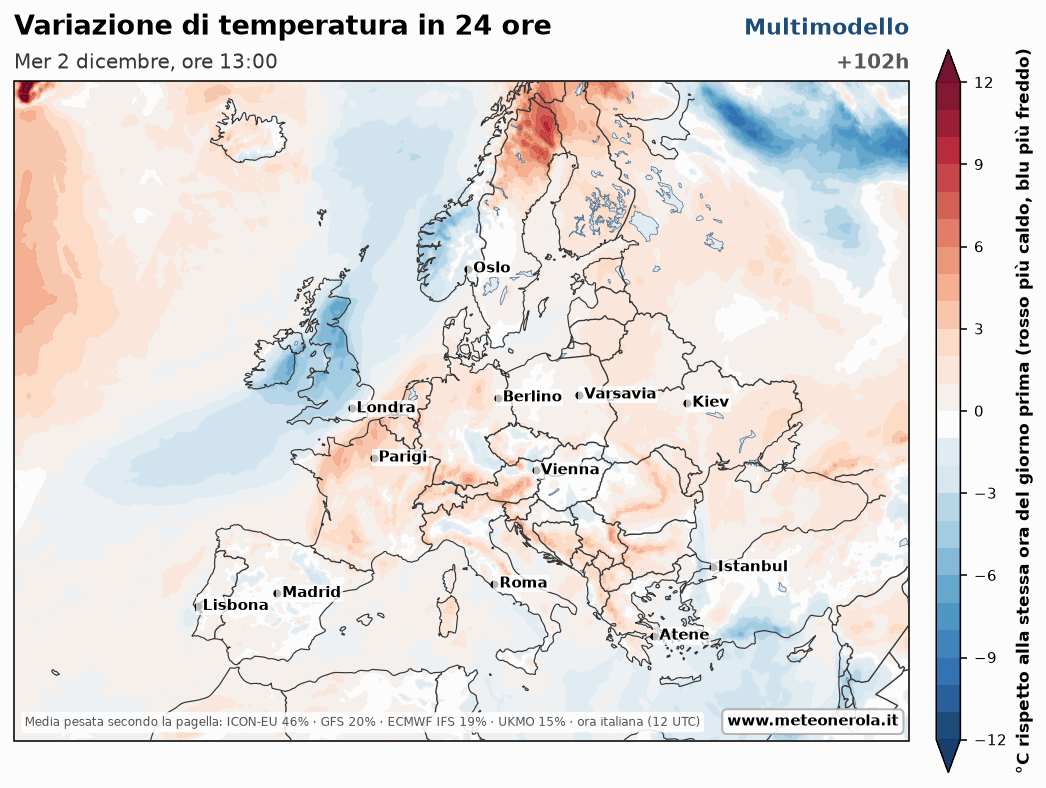 Variazione di temperatura in 24 ore
Multimodello
Mer 2 dicembre, ore 13:00
+102h
Oslo
Londra
Berlino
Varsavia
Kiev
Parigi
Vienna
Istanbul
Roma
Madrid
Lisbona
Atene
Media pesata secondo la pagella: ICON-EU 46% · GFS 20% · ECMWF IFS 19% · UKMO 15% · ora italiana (12 UTC)
www.meteonerola.it
12
9
6
3
0
−3
−6
−9
−12
°C rispetto alla stessa ora del giorno prima (rosso più caldo, blu più freddo)